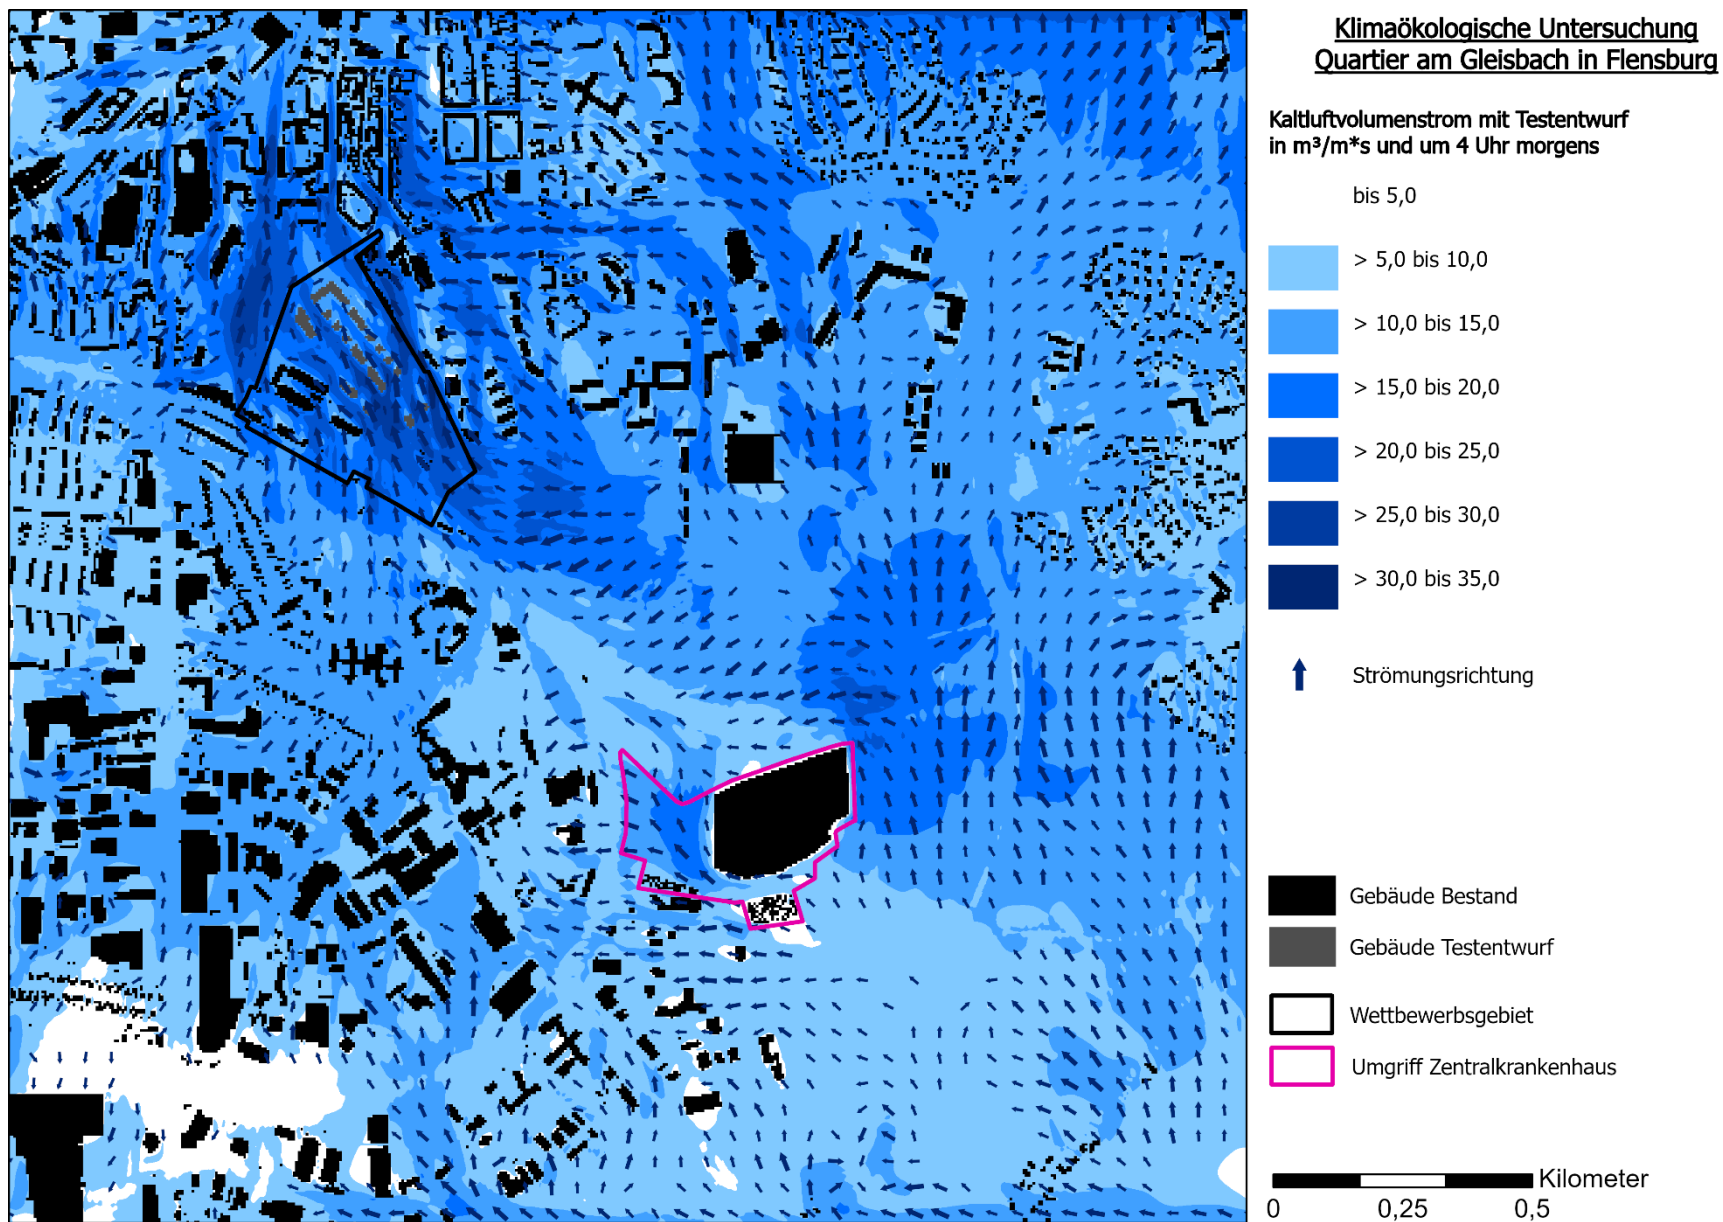 Klimaökologische Untersuchung
Quartier am Gleisbach in Flensburg
Kaltluftvolumenstrom mit Testentwurf
in m³/m*s und um 4 Uhr morgens
bis 5,0
> 5,0 bis 10,0
> 10,0 bis 15,0
> 15,0 bis 20,0
> 20,0 bis 25,0
> 25,0 bis 30,0
> 30,0 bis 35,0
Strömungsrichtung
Gebäude Bestand
Gebäude Testentwurf
Wettbewerbsgebiet
Umgriff Zentralkrankenhaus
Kilometer
0 0,25 0,5